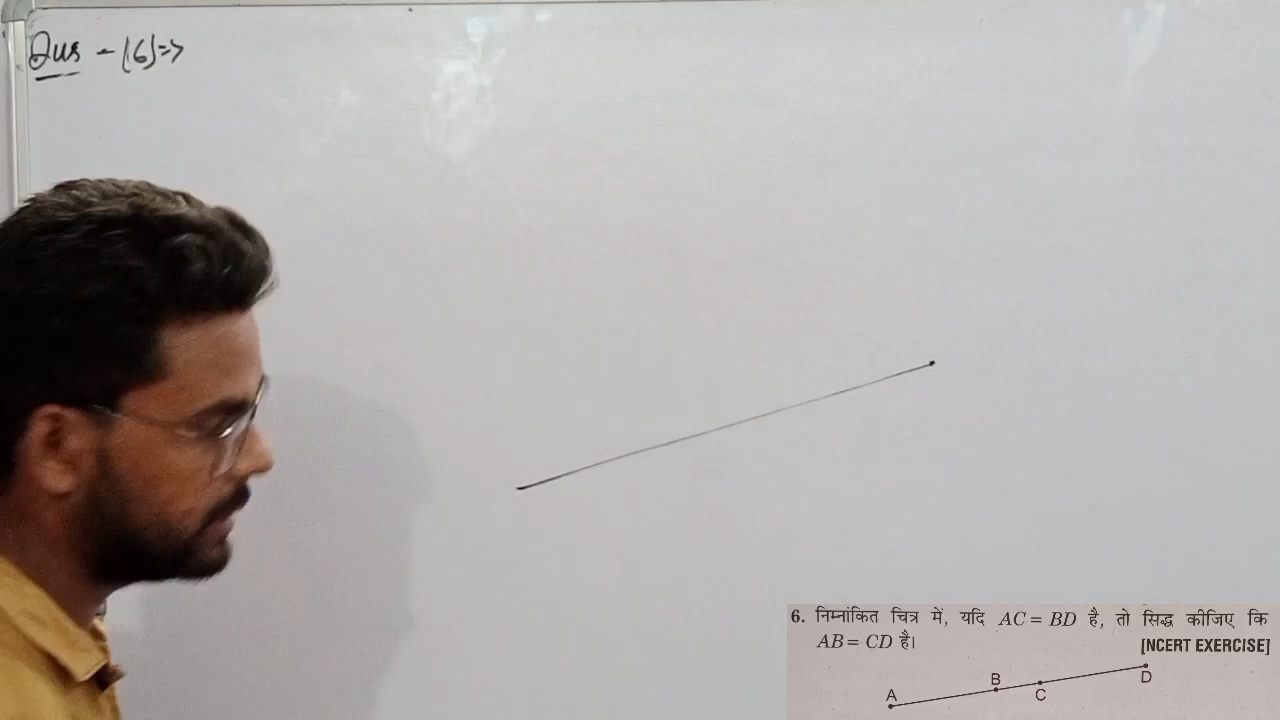 Qus - (6)=>
6. निम्नांकित चित्र में, यदि AC = BD है, तो सिद्ध कीजिए कि
AB = CD है।
[NCERT EXERCISE]
A B C D